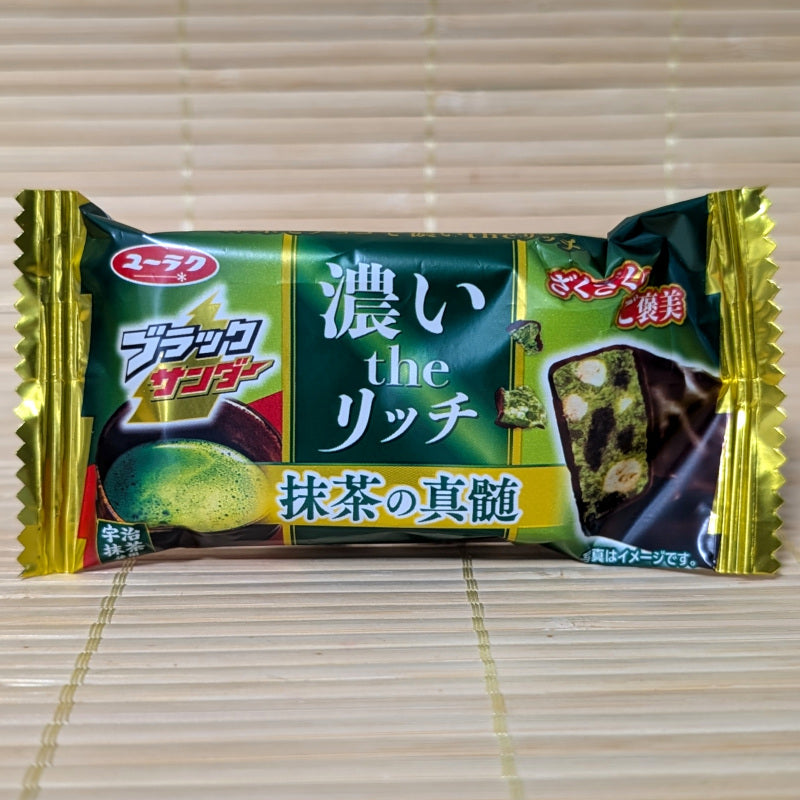 ユーラク
ブラック
サンダー
濃い
the
リッチ
抹茶の真髄
宇治
抹茶
ざくざく
ご褒美
写真はイメージです。